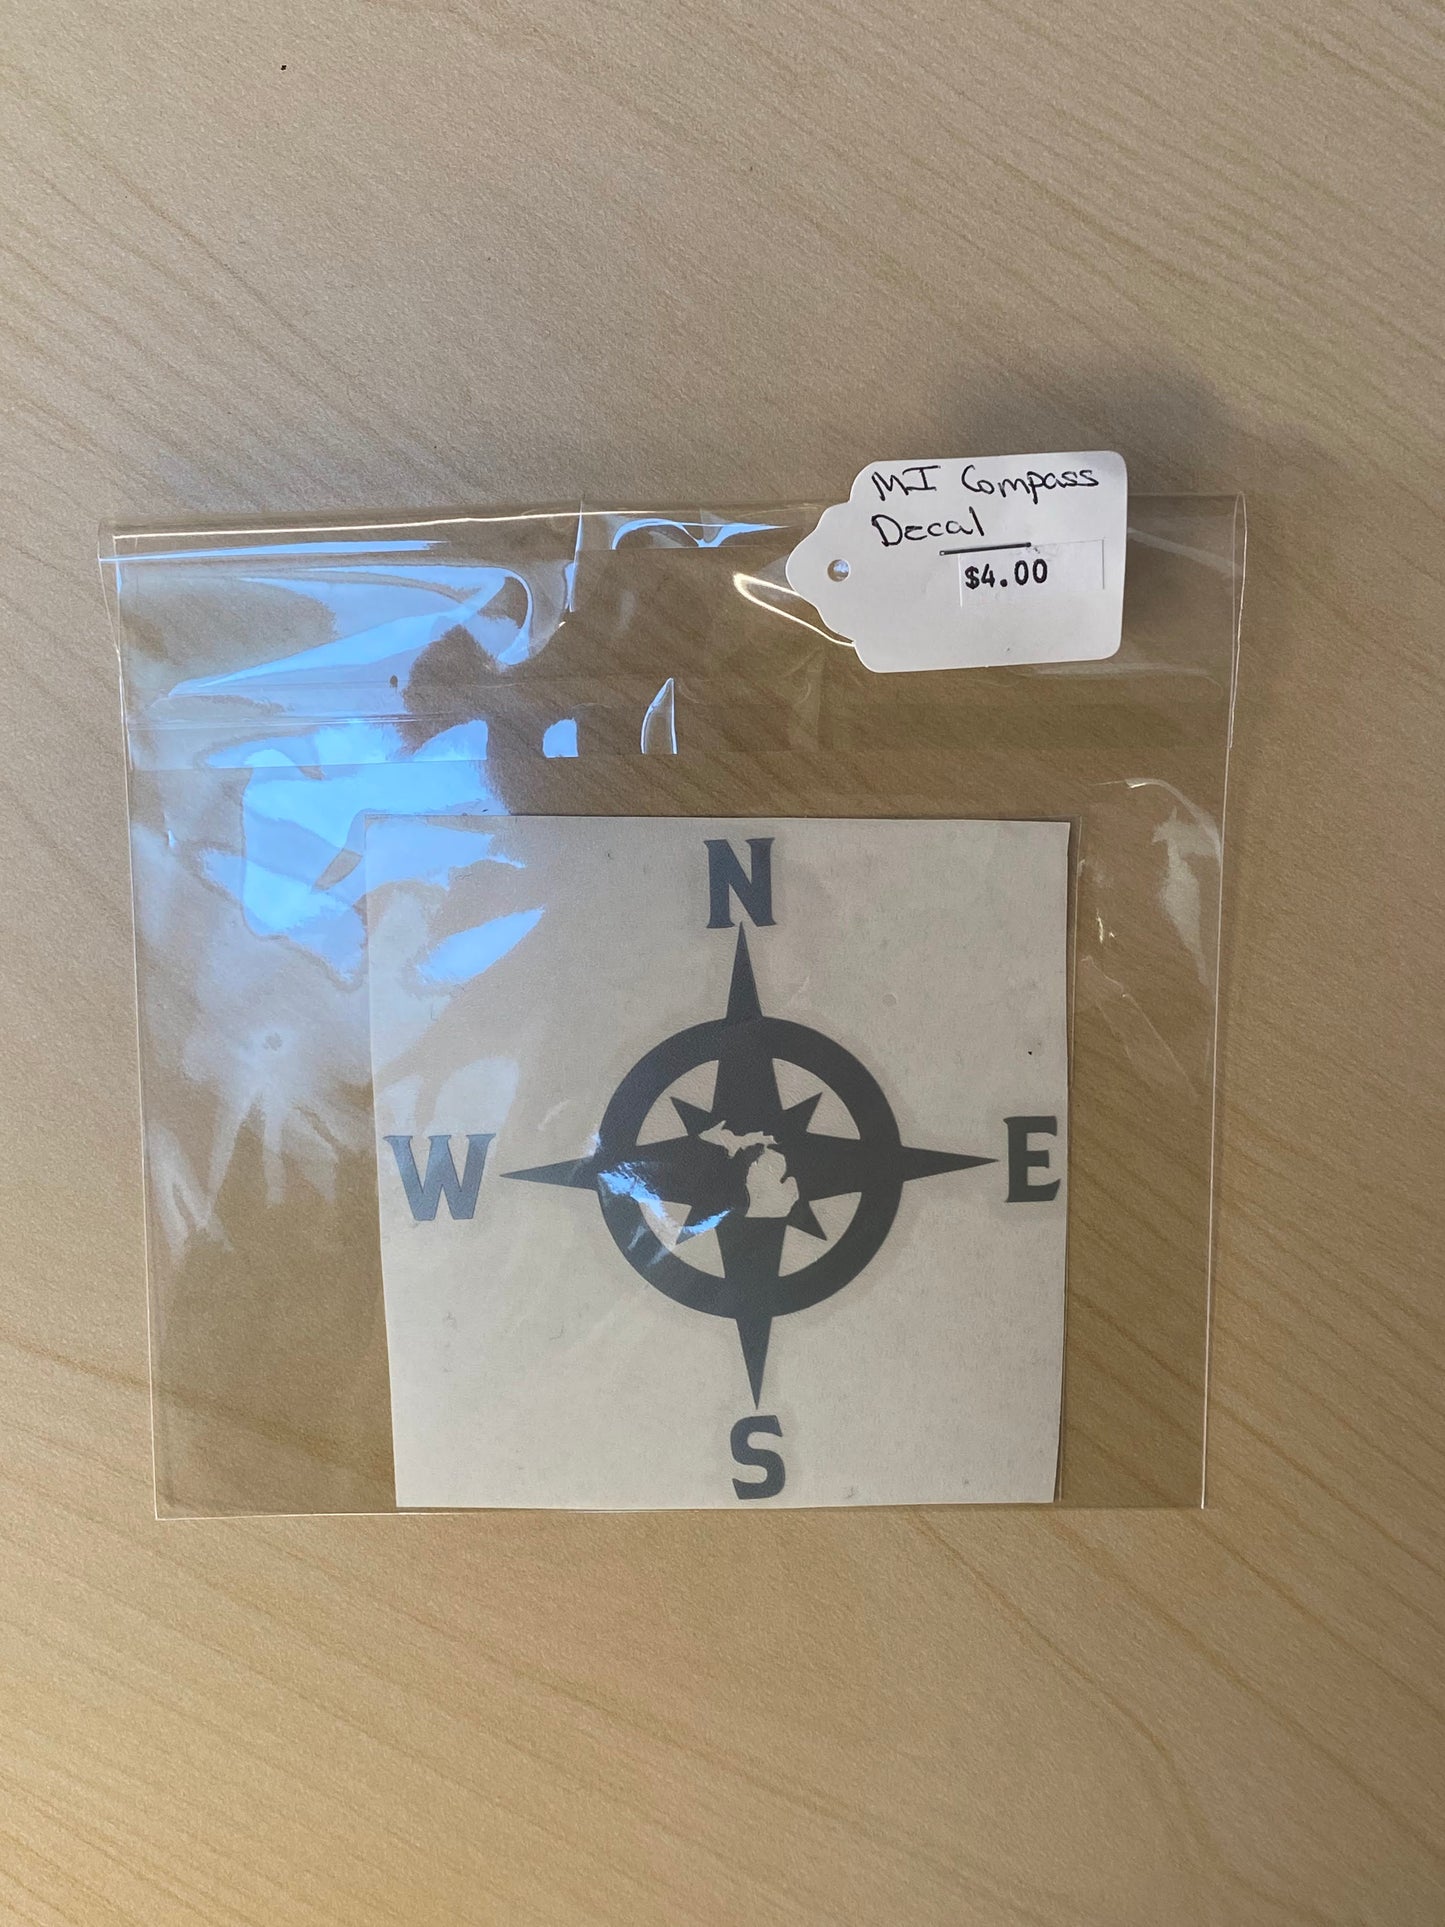 MI Compass
Decal
$4.00
N
W E
S